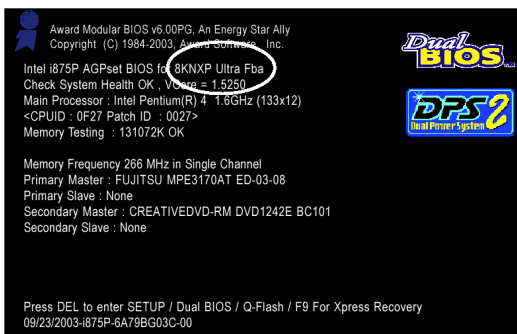 Award Modular BIOS v6.00PG, An Energy Star Ally
Copyright (C) 1984-2003, Award Software, Inc.
Dual
BIOS
Intel i875P AGPset BIOS for 8KNXP Ultra Fba
Check System Health OK , VCore = 1.5250
Main Processor : Intel Pentium(R) 4 1.6GHz (133x12)
<CPUID : 0F27 Patch ID : 0027>
Memory Testing : 131072K OK
DPS2
Dual Power System
Memory Frequency 266 MHz in Single Channel
Primary Master : FUJITSU MPE3170AT ED-03-08
Primary Slave : None
Secondary Master : CREATIVEDVD-RM DVD1242E BC101
Secondary Slave : None
Press DEL to enter SETUP / Dual BIOS / Q-Flash / F9 For Xpress Recovery
09/23/2003-i875P-6A79BG03C-00